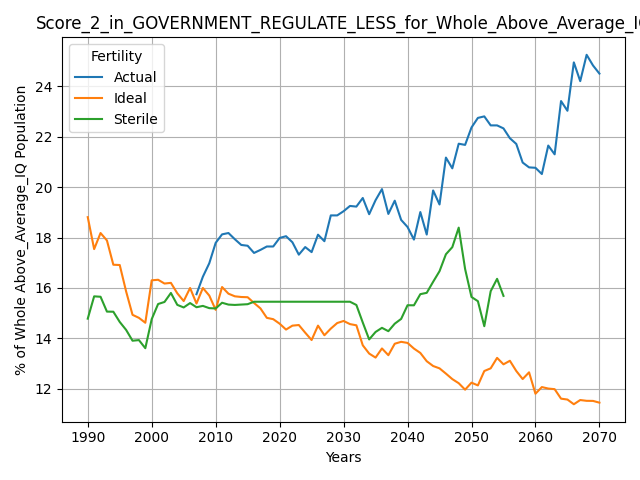 Score_2_in_GOVERNMENT_REGULATE_LESS_for_Whole_Above_Average_I
Fertility
Actual
Ideal
Sterile
% of Whole Above_Average_IQ Population
24
22
20
18
16
14
12
1990 2000 2010 2020 2030 2040 2050 2060 2070
Years